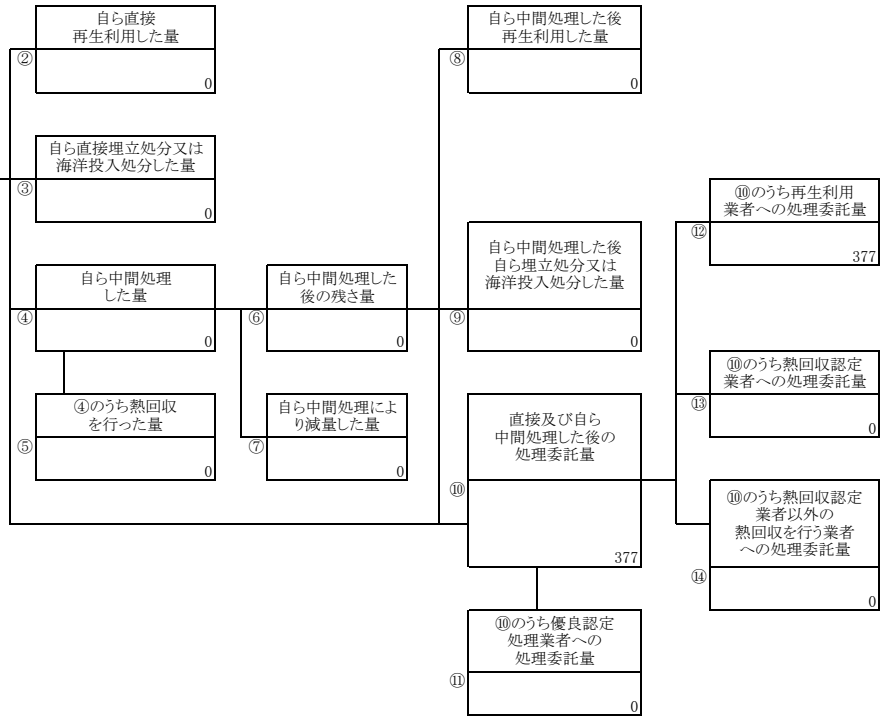 自ら直接
再生利用した量
②
0
自ら直接埋立処分又は
海洋投入処分した量
③
0
自ら中間処理
した量
④
0
④のうち熱回収
を行った量
⑤
0
自ら中間処理した
後の残さ量
⑥
0
自ら中間処理によ
り減量した量
⑦
0
自ら中間処理した後
再生利用した量
⑧
0
自ら中間処理した後
自ら埋立処分又は
海洋投入処分した量
⑨
0
直接及び自ら
中間処理した後の
処理委託量
⑩
377
⑩のうち優良認定
処理業者への
処理委託量
⑪
0
⑩のうち再生利用
業者への処理委託量
⑫
377
⑩のうち熱回収認定
業者への処理委託量
⑬
0
⑩のうち熱回収認定
業者以外の
熱回収を行う業者
への処理委託量
⑭
0